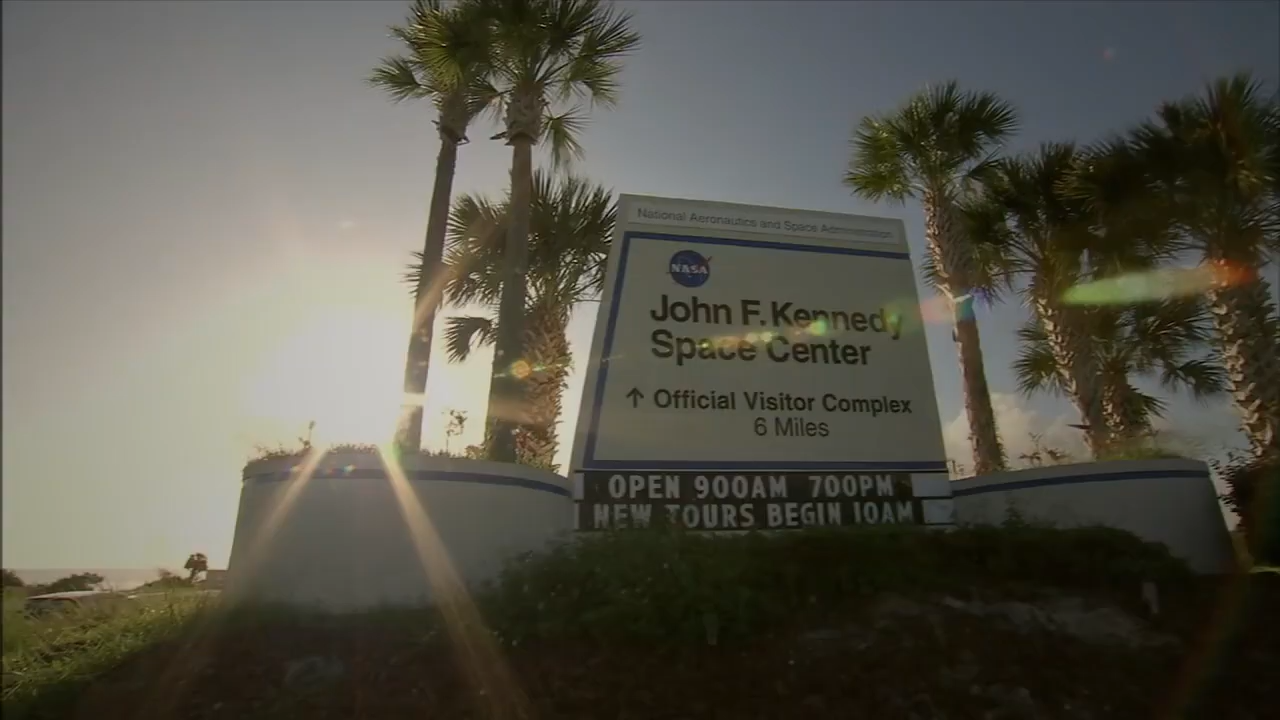 National Aeronautics and Space Administration
NASA
John F. Kennedy
Space Center
↑ Official Visitor Complex
6 Miles
OPEN 900AM 700PM
NEW TOURS BEGIN 10AM